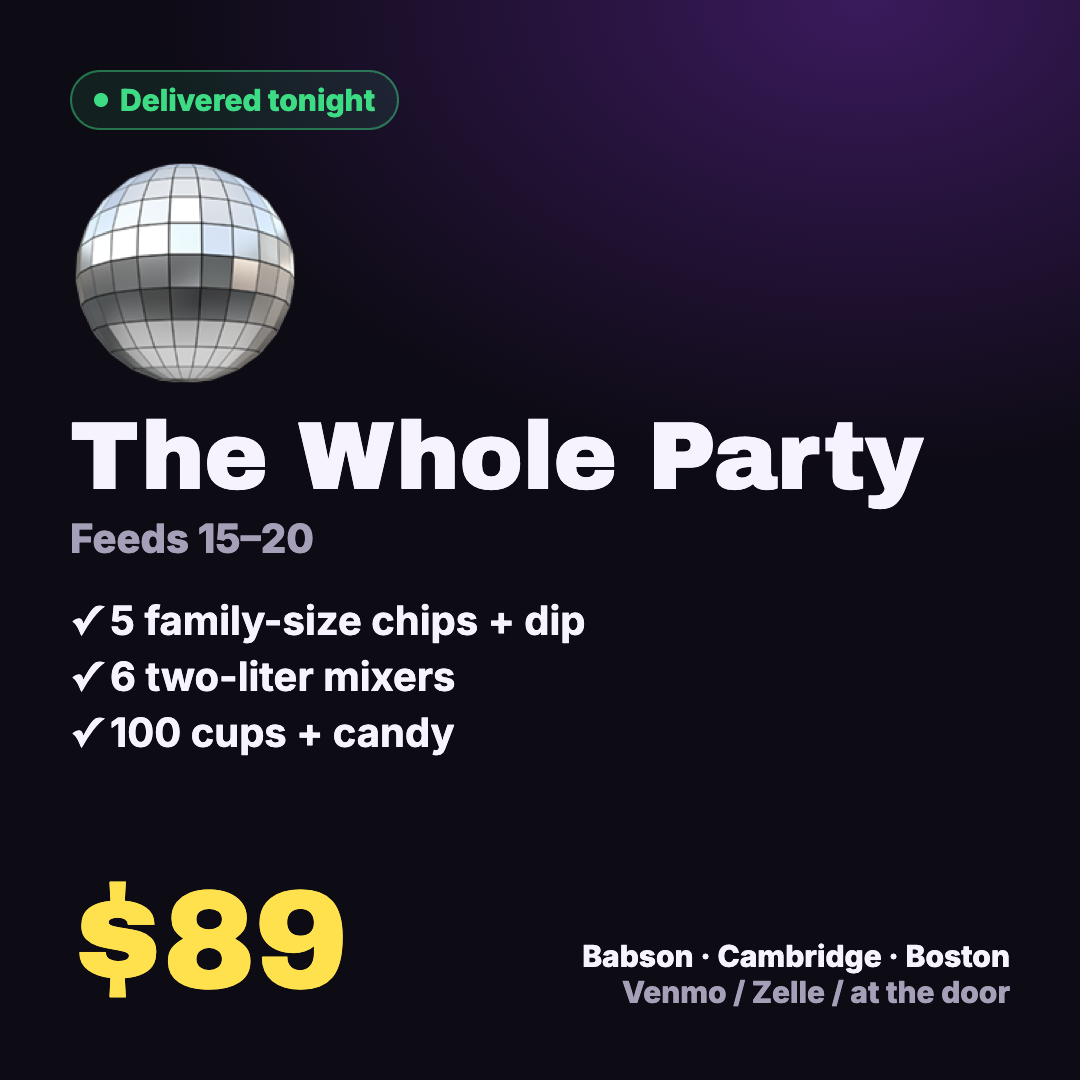 Delivered tonight
The Whole Party
Feeds 15–20
✓ 5 family-size chips + dip
✓ 6 two-liter mixers
✓ 100 cups + candy
$89
Babson · Cambridge · Boston
Venmo / Zelle / at the door